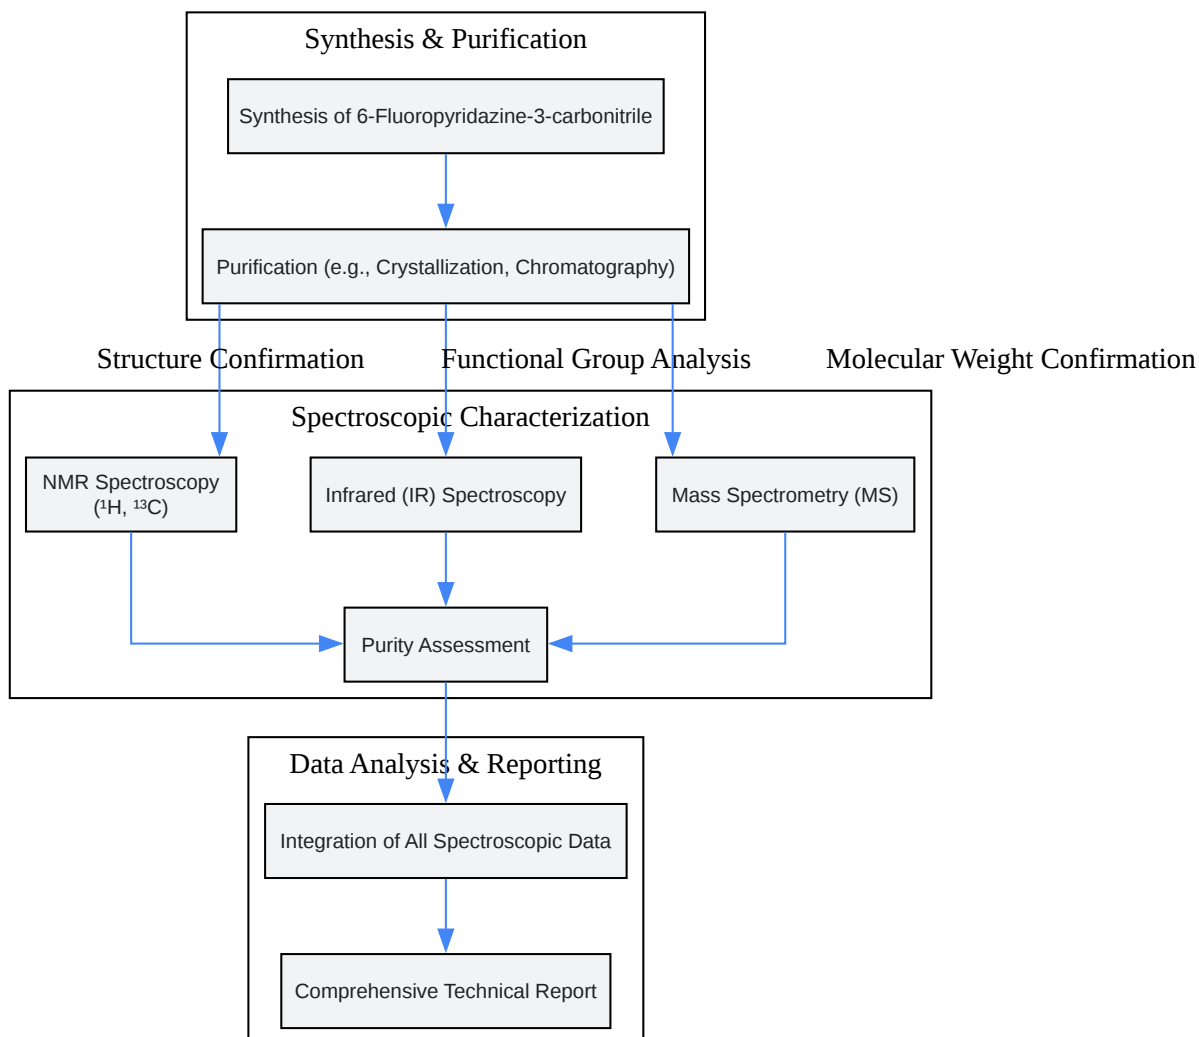 Synthesis & Purification
Synthesis of 6-Fluoropyridazine-3-carbonitrile
Purification (e.g., Crystallization, Chromatography)
Structure Confirmation
Functional Group Analysis
Molecular Weight Confirmation
Spectroscopic Characterization
NMR Spectroscopy
(¹H, ¹³C)
Infrared (IR) Spectroscopy
Mass Spectrometry (MS)
Purity Assessment
Data Analysis & Reporting
Integration of All Spectroscopic Data
Comprehensive Technical Report